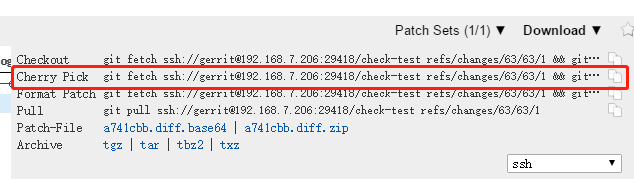 Patch Sets (1/1) ▼ Download ▼
Checkout git fetch ssh://gerrit@192.168.7.206:29418/check-test refs/changes/63/63/1 && git…
Cherry Pick git fetch ssh://gerrit@192.168.7.206:29418/check-test refs/changes/63/63/1 && git…
Format Patch git fetch ssh://gerrit@192.168.7.206:29418/check-test refs/changes/63/63/1 && git…
Pull git pull ssh://gerrit@192.168.7.206:29418/check-test refs/changes/63/63/1
Patch-File a741cbb.diff.base64 | a741cbb.diff.zip
Archive tgz | tar | tbz2 | txz
ssh